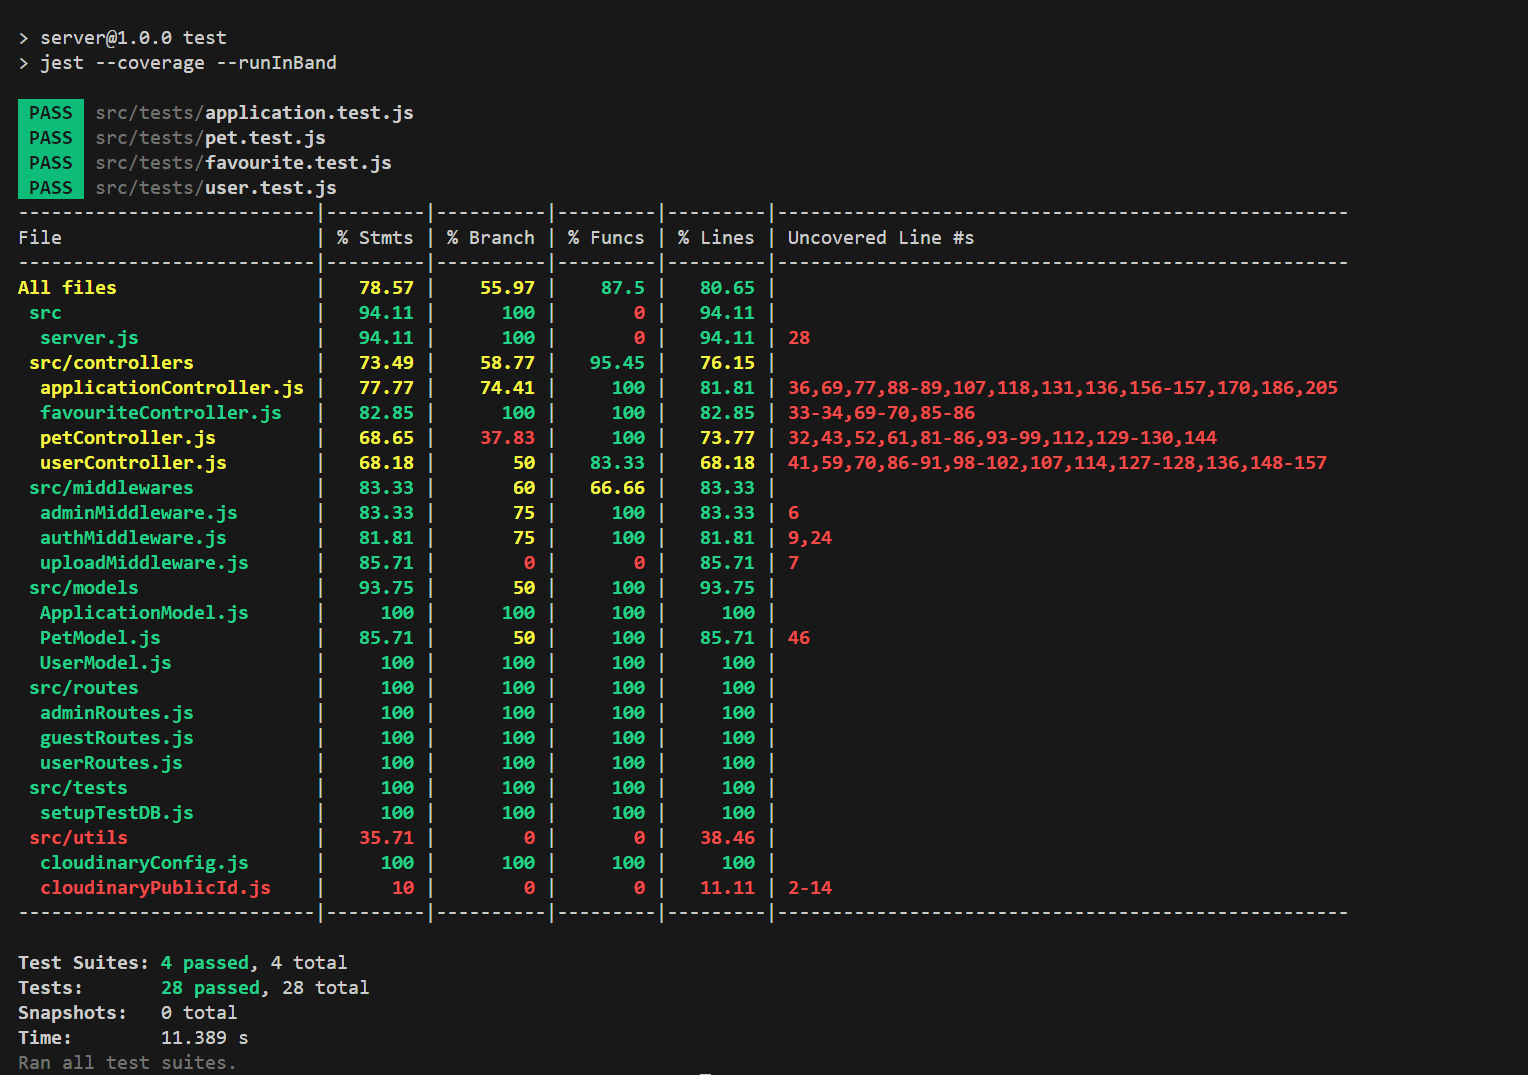 > server@1.0.0 test
> jest --coverage --runInBand
PASS src/tests/application.test.js
PASS src/tests/pet.test.js
PASS src/tests/favourite.test.js
PASS src/tests/user.test.js
---------------------------|---------|----------|---------|---------|----------------------------------------------------
File                       | % Stmts | % Branch | % Funcs | % Lines | Uncovered Line #s
---------------------------|---------|----------|---------|---------|----------------------------------------------------
All files                  |   78.57 |    55.97 |    87.5 |   80.65 |
 src                       |   94.11 |      100 |       0 |   94.11 |
  server.js                |   94.11 |      100 |       0 |   94.11 | 28
 src/controllers           |   73.49 |    58.77 |   95.45 |   76.15 |
  applicationController.js |   77.77 |    74.41 |     100 |   81.81 | 36,69,77,88-89,107,118,131,136,156-157,170,186,205
  favouriteController.js   |   82.85 |      100 |     100 |   82.85 | 33-34,69-70,85-86
  petController.js         |   68.65 |    37.83 |     100 |   73.77 | 32,43,52,61,81-86,93-99,112,129-130,144
  userController.js        |   68.18 |       50 |   83.33 |   68.18 | 41,59,70,86-91,98-102,107,114,127-128,136,148-157
 src/middlewares           |   83.33 |       60 |   66.66 |   83.33 |
  adminMiddleware.js       |   83.33 |       75 |     100 |   83.33 | 6
  authMiddleware.js        |   81.81 |       75 |     100 |   81.81 | 9,24
  uploadMiddleware.js      |   85.71 |        0 |       0 |   85.71 | 7
 src/models                |   93.75 |       50 |     100 |   93.75 |
  ApplicationModel.js      |     100 |      100 |     100 |     100 |
  PetModel.js              |   85.71 |       50 |     100 |   85.71 | 46
  UserModel.js             |     100 |      100 |     100 |     100 |
 src/routes                |     100 |      100 |     100 |     100 |
  adminRoutes.js           |     100 |      100 |     100 |     100 |
  guestRoutes.js           |     100 |      100 |     100 |     100 |
  userRoutes.js            |     100 |      100 |     100 |     100 |
 src/tests                 |     100 |      100 |     100 |     100 |
  setupTestDB.js           |     100 |      100 |     100 |     100 |
 src/utils                 |   35.71 |        0 |       0 |   38.46 |
  cloudinaryConfig.js      |     100 |      100 |     100 |     100 |
  cloudinaryPublicId.js    |      10 |        0 |       0 |   11.11 | 2-14
---------------------------|---------|----------|---------|---------|----------------------------------------------------
Test Suites: 4 passed, 4 total
Tests:       28 passed, 28 total
Snapshots:   0 total
Time:        11.389 s
Ran all test suites.